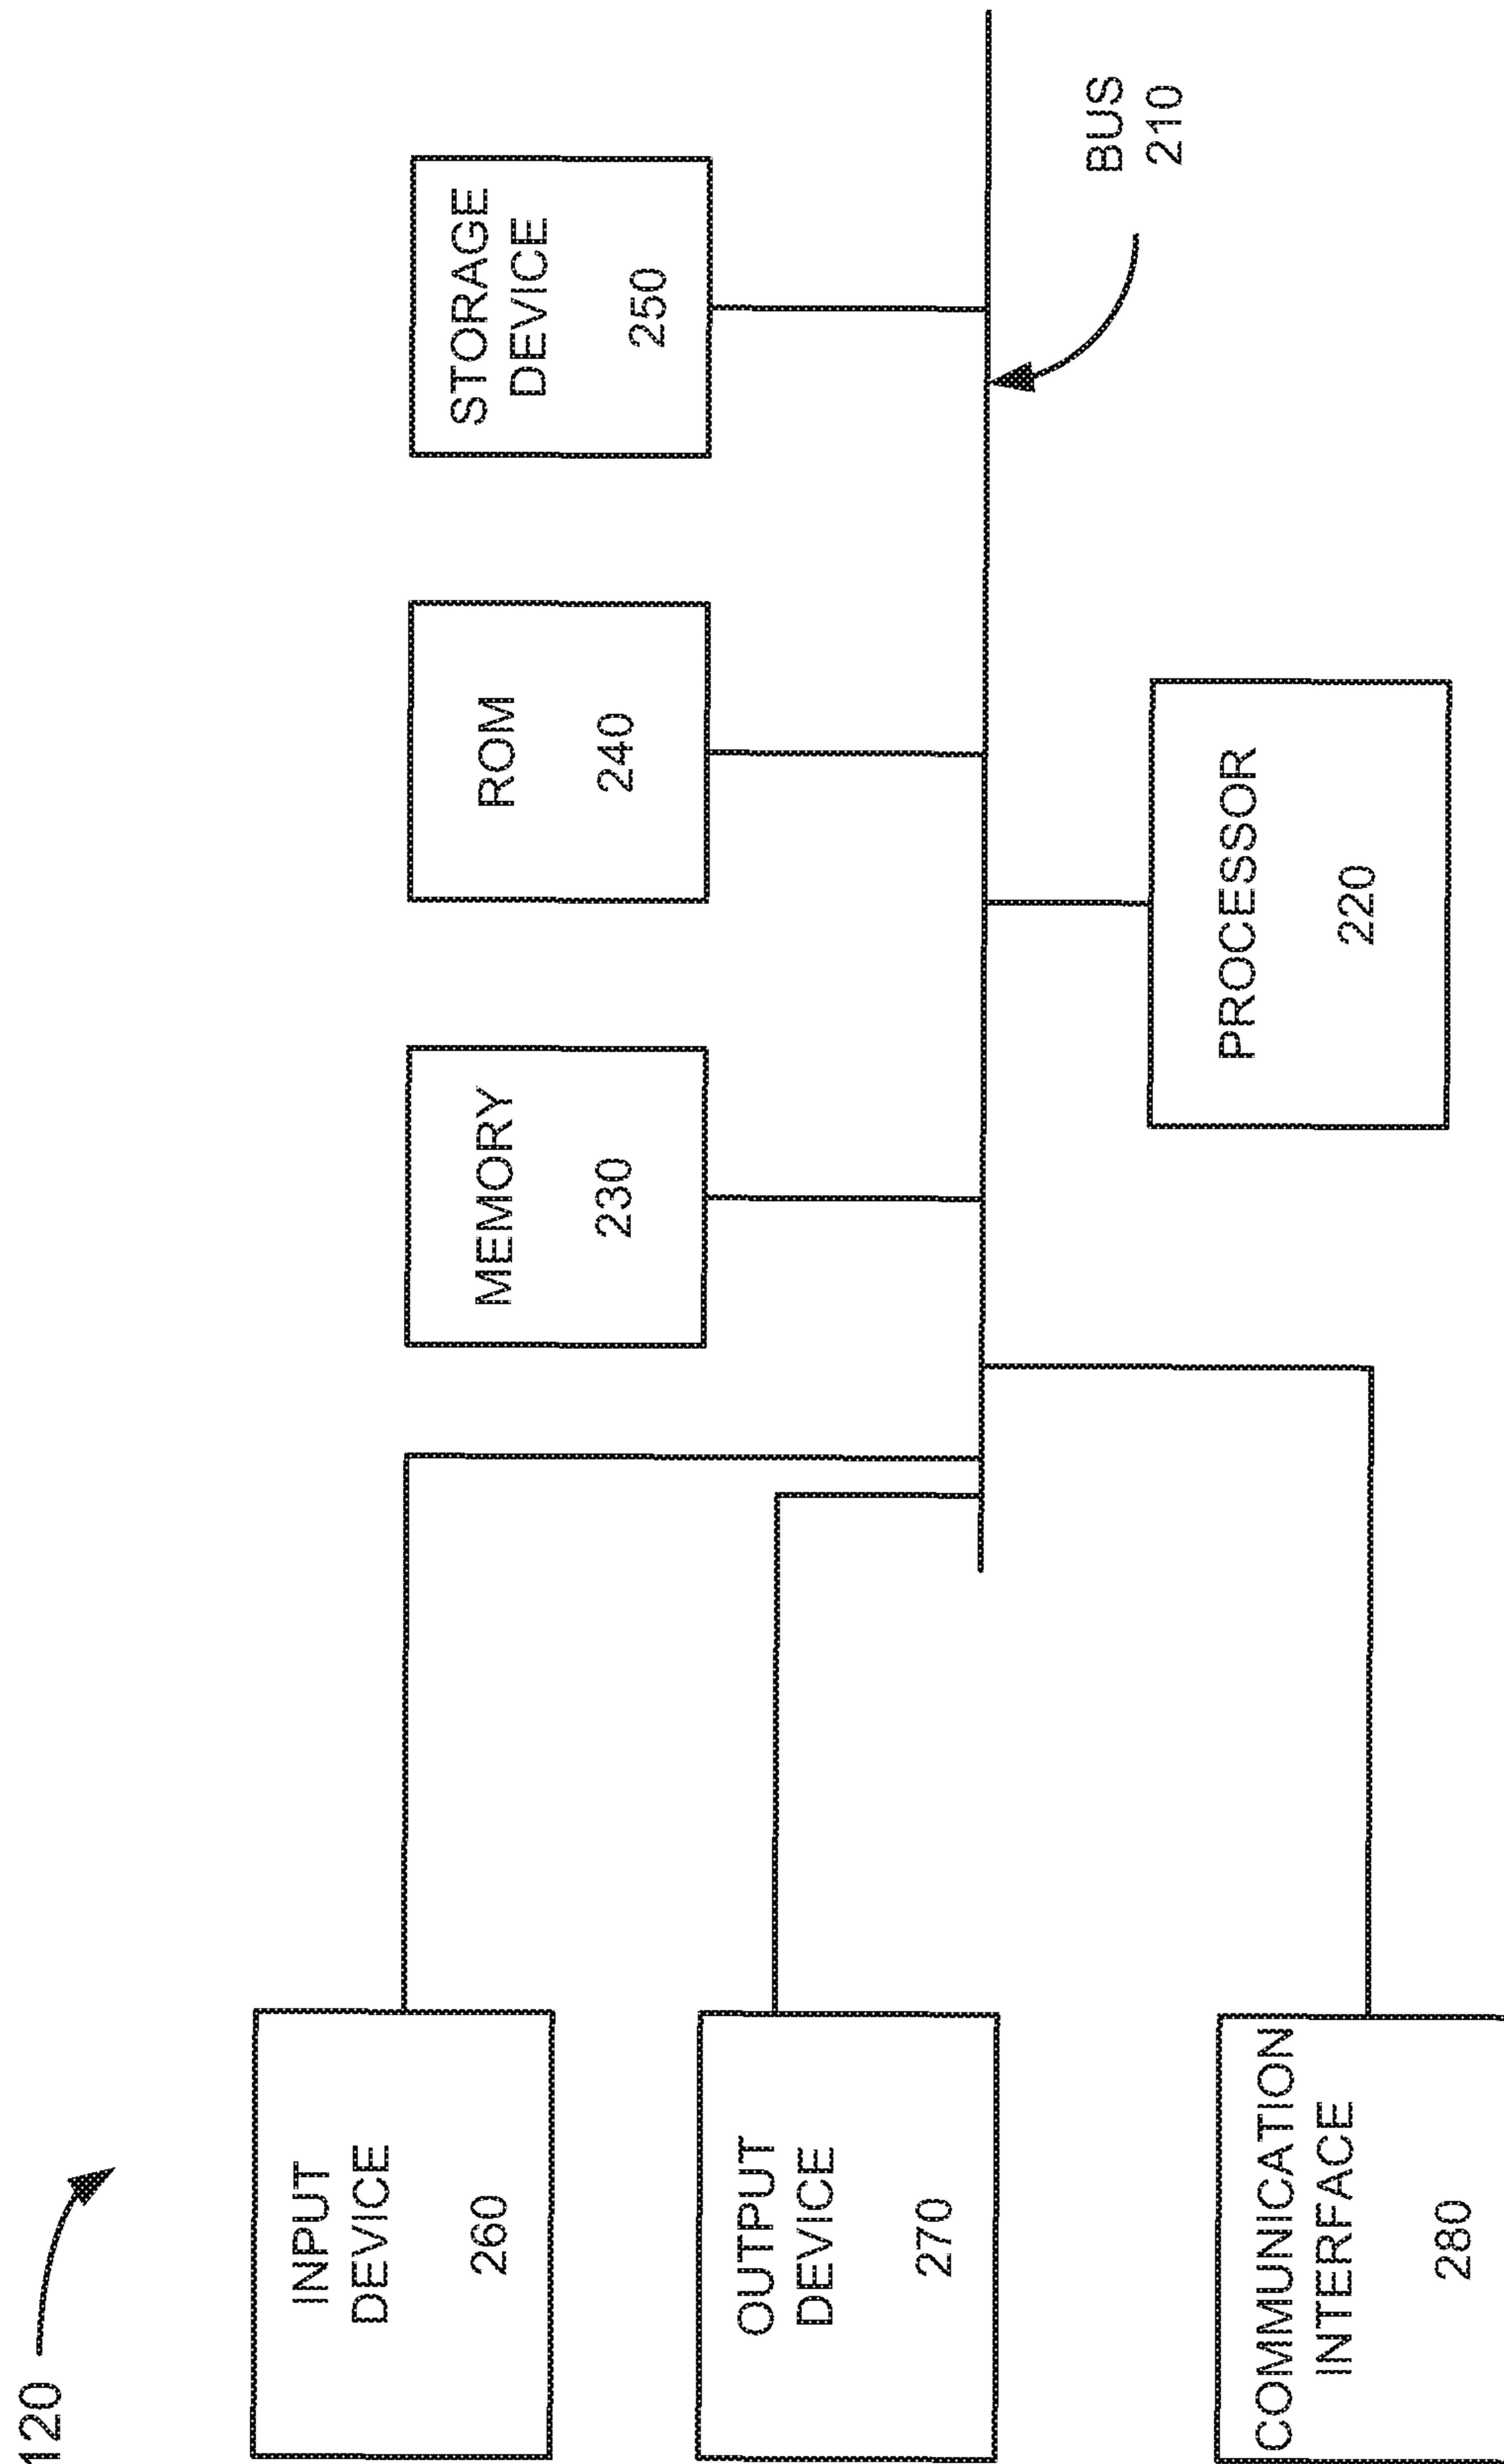 120
INPUT
DEVICE
260
OUTPUT
DEVICE
270
COMMUNICATION
INTERFACE
280
MEMORY
230
ROM
240
STORAGE
DEVICE
250
PROCESSOR
220
BUS
210